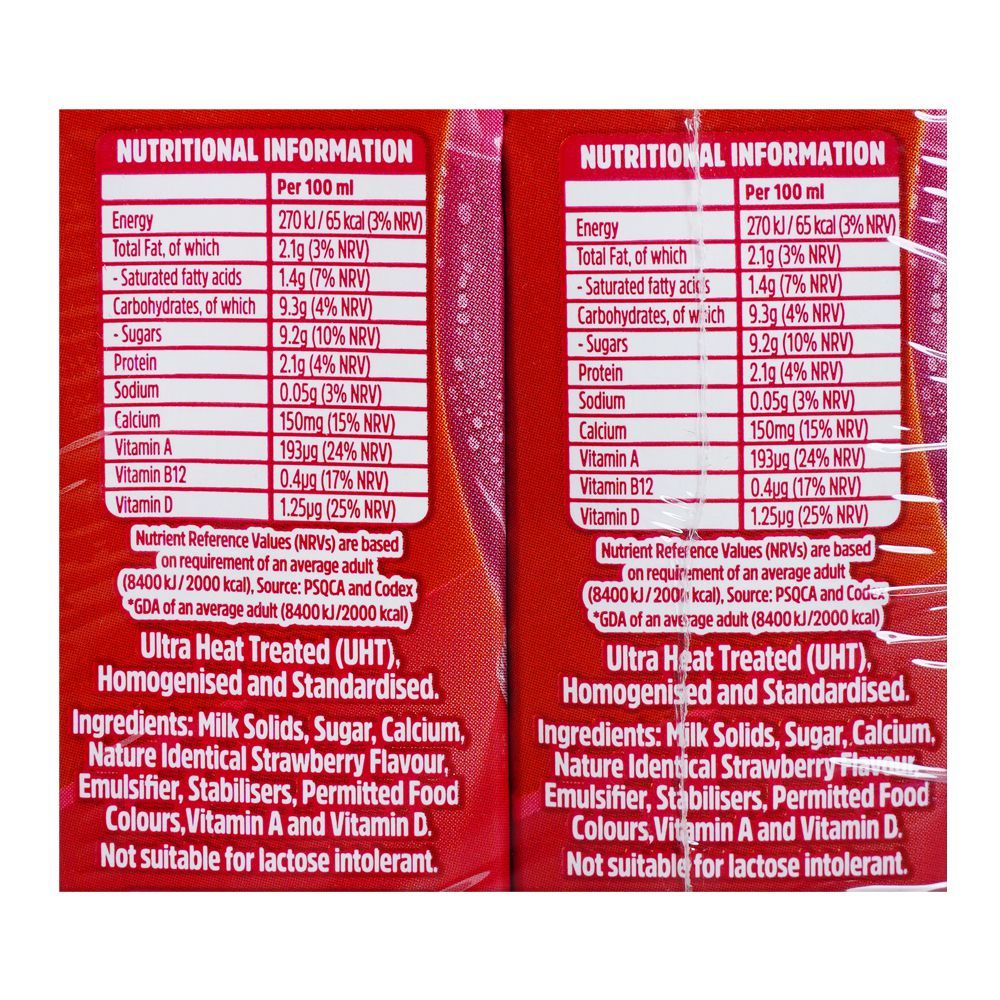 NUTRITIONAL INFORMATION
Per 100 ml
Energy 270 kJ / 65 kcal (3% NRV)
Total Fat, of which 2.1g (3% NRV)
- Saturated fatty acids 1.4g (7% NRV)
Carbohydrates, of which 9.3g (4% NRV)
- Sugars 9.2g (10% NRV)
Protein 2.1g (4% NRV)
Sodium 0.05g (3% NRV)
Calcium 150mg (15% NRV)
Vitamin A 193µg (24% NRV)
Vitamin B12 0.4µg (17% NRV)
Vitamin D 1.25µg (25% NRV)
Nutrient Reference Values (NRVs) are based
on requirement of an average adult
(8400 kJ / 2000 kcal), Source: PSQCA and Codex
*GDA of an average adult (8400 kJ/2000 kcal)
Ultra Heat Treated (UHT),
Homogenised and Standardised.
Ingredients: Milk Solids, Sugar, Calcium,
Nature Identical Strawberry Flavour,
Emulsifier, Stabilisers, Permitted Food
Colours,Vitamin A and Vitamin D.
Not suitable for lactose intolerant.
NUTRITIONAL INFORMATION
Per 100 ml
Energy 270 kJ / 65 kcal (3% NRV)
Total Fat, of which 2.1g (3% NRV)
- Saturated fatty acids 1.4g (7% NRV)
Carbohydrates, of which 9.3g (4% NRV)
- Sugars 9.2g (10% NRV)
Protein 2.1g (4% NRV)
Sodium 0.05g (3% NRV)
Calcium 150mg (15% NRV)
Vitamin A 193µg (24% NRV)
Vitamin B12 0.4µg (17% NRV)
Vitamin D 1.25µg (25% NRV)
Nutrient Reference Values (NRVs) are based
on requirement of an average adult
(8400 kJ / 2000 kcal), Source: PSQCA and Codex
*GDA of an average adult (8400 kJ/2000 kcal)
Ultra Heat Treated (UHT),
Homogenised and Standardised.
Ingredients: Milk Solids, Sugar, Calcium,
Nature Identical Strawberry Flavour,
Emulsifier, Stabilisers, Permitted Food
Colours,Vitamin A and Vitamin D.
Not suitable for lactose intolerant.